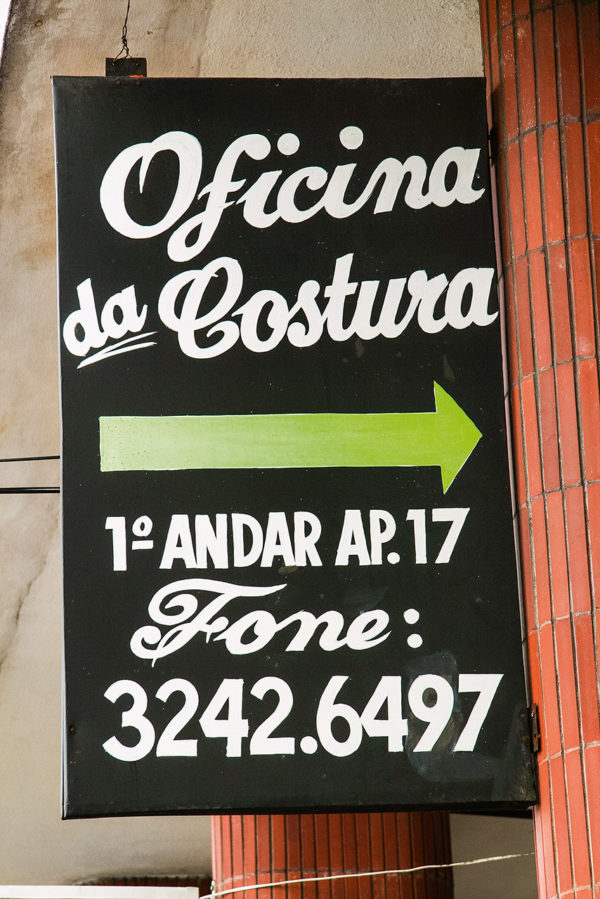 Oficina
da Costura
1º ANDAR AP.17
Fone:
3242.6497